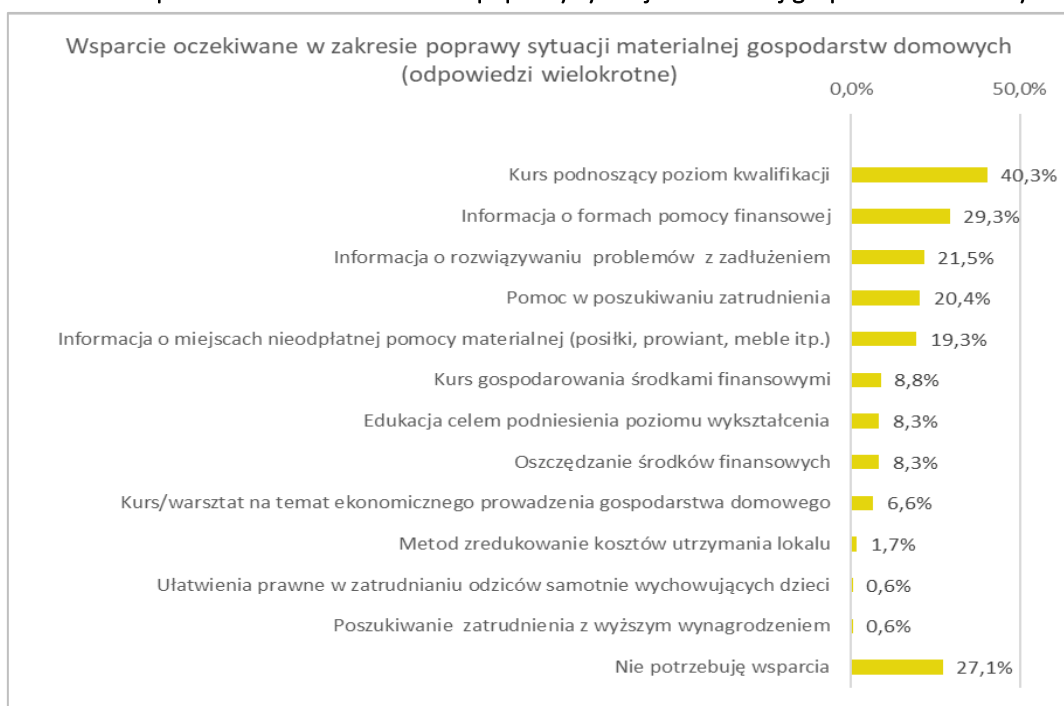 Wsparcie oczekiwane w zakresie poprawy sytuacji materialnej gospodarstw domowych
(odpowiedzi wielokrotne)
0,0% 50,0%
Kurs podnoszący poziom kwalifikacji 40,3%
Informacja o formach pomocy finansowej 29,3%
Informacja o rozwiązywaniu problemów z zadłużeniem 21,5%
Pomoc w poszukiwaniu zatrudnienia 20,4%
Informacja o miejscach nieodpłatnej pomocy materialnej (posiłki, prowiant, meble itp.) 19,3%
Kurs gospodarowania środkami finansowymi 8,8%
Edukacja celem podniesienia poziomu wykształcenia 8,3%
Oszczędzanie środków finansowych 8,3%
Kurs/warsztat na temat ekonomicznego prowadzenia gospodarstwa domowego 6,6%
Metod zredukowanie kosztów utrzymania lokalu 1,7%
Ułatwienia prawne w zatrudnianiu odziców samotnie wychowujących dzieci 0,6%
Poszukiwanie zatrudnienia z wyższym wynagrodzeniem 0,6%
Nie potrzebuję wsparcia 27,1%